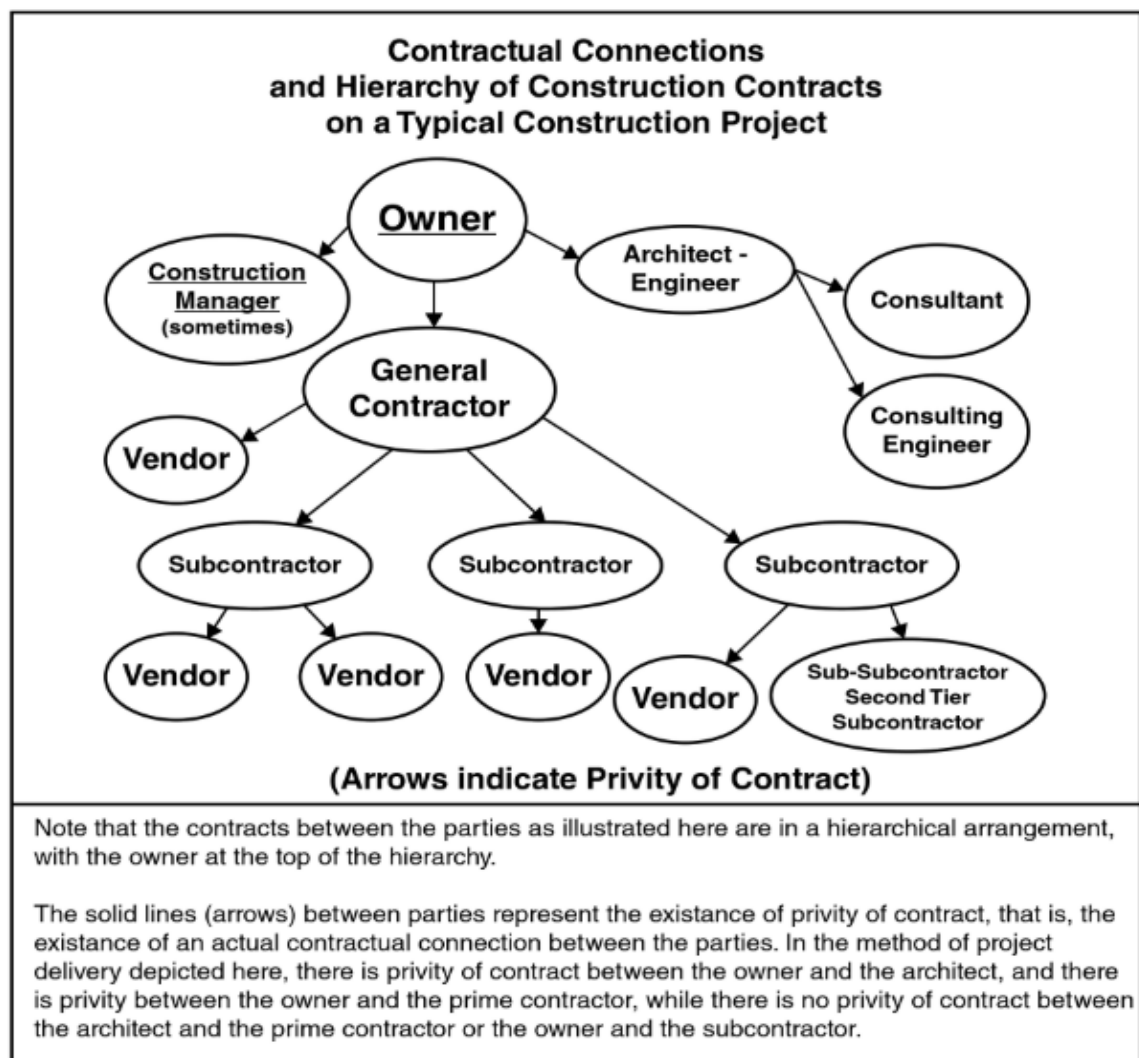 Contractual Connections
and Hierarchy of Construction Contracts
on a Typical Construction Project
Owner
Construction
Manager
(sometimes)
Architect -
Engineer
Consultant
General
Contractor
Consulting
Engineer
Vendor
Subcontractor
Subcontractor
Subcontractor
Vendor
Vendor
Vendor
Vendor
Sub-Subcontractor
Second Tier
Subcontractor
(Arrows indicate Privity of Contract)
Note that the contracts between the parties as illustrated here are in a hierarchical arrangement,
with the owner at the top of the hierarchy.
The solid lines (arrows) between parties represent the existance of privity of contract, that is, the
existance of an actual contractual connection between the parties. In the method of project
delivery depicted here, there is privity of contract between the owner and the architect, and there
is privity between the owner and the prime contractor, while there is no privity of contract between
the architect and the prime contractor or the owner and the subcontractor.